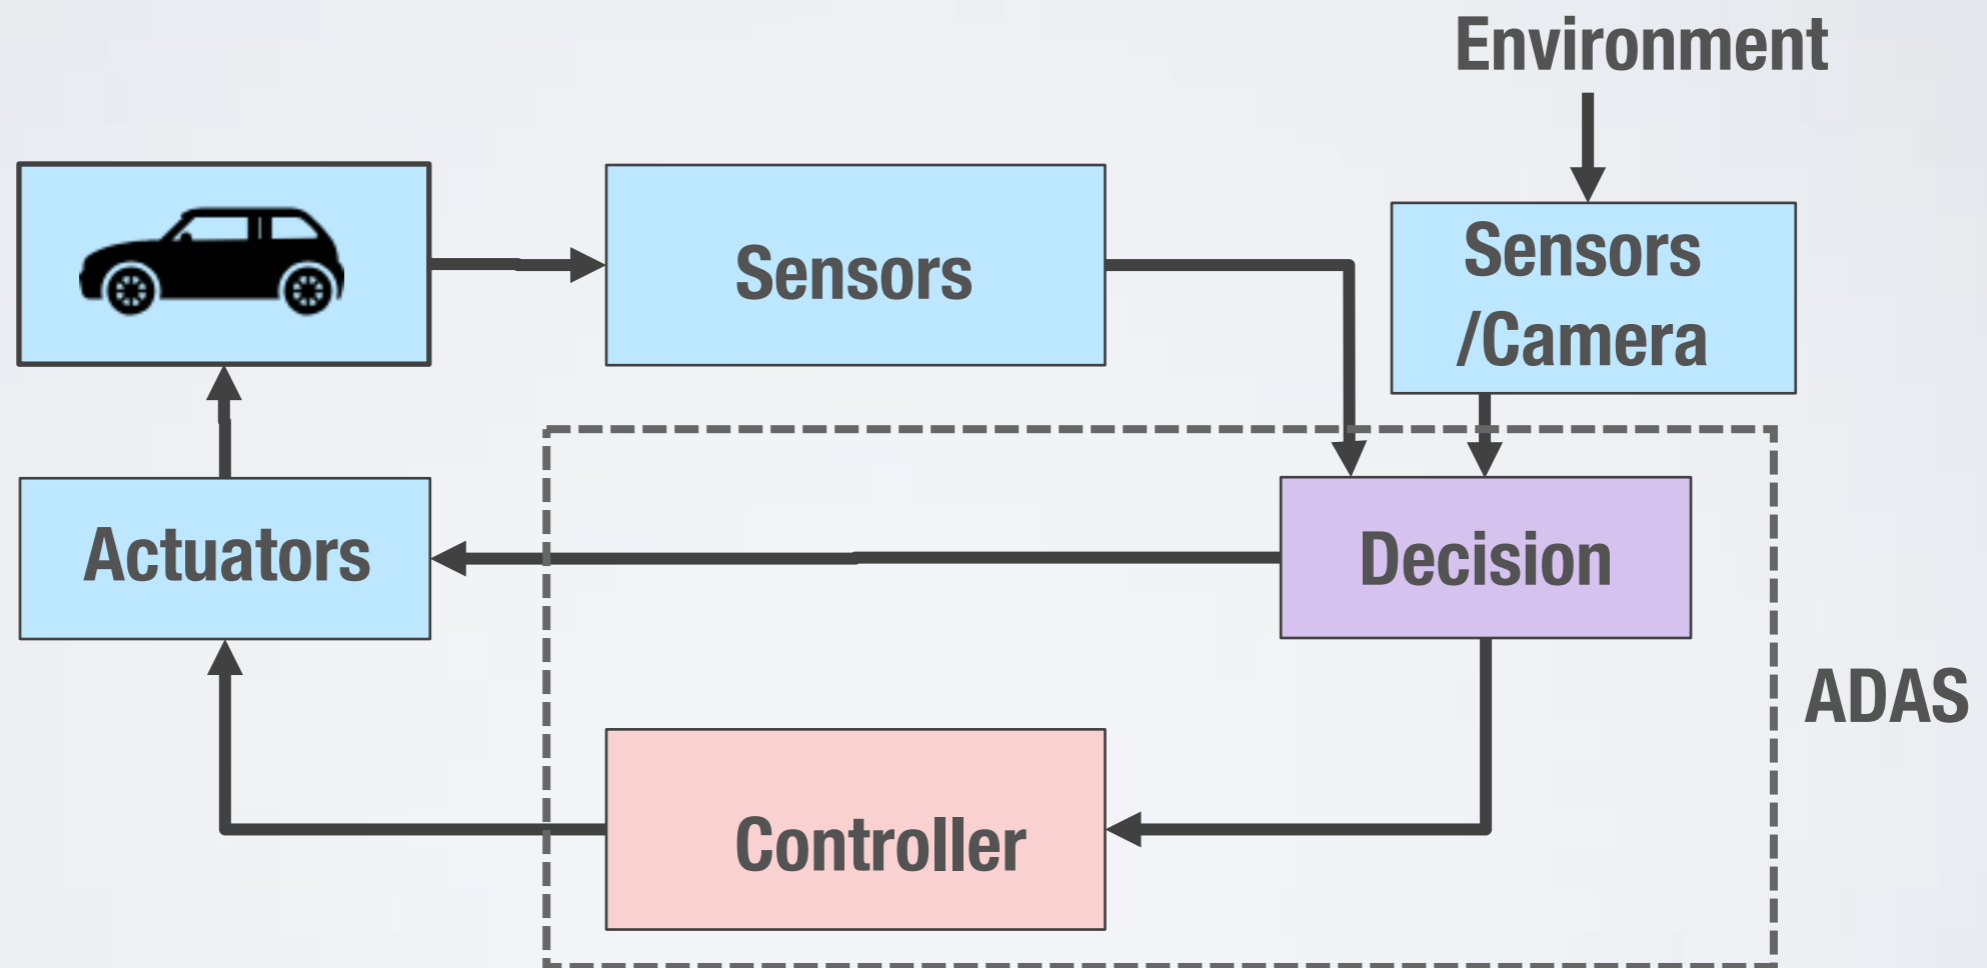 Environment
Sensors
Sensors
/Camera
Actuators
Decision
ADAS
Controller